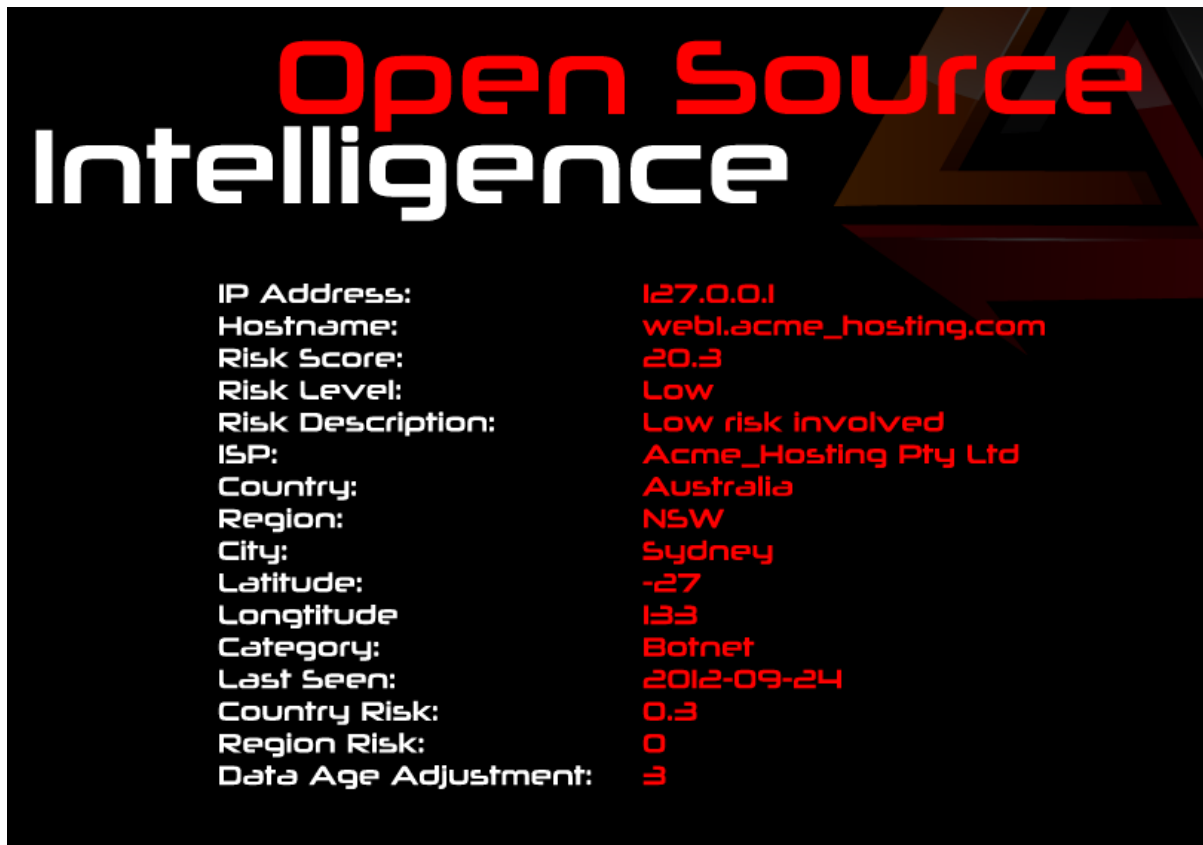 Open Source
Intelligence
IP Address: 127.0.0.1
Hostname: web1.acme_hosting.com
Risk Score: 20.3
Risk Level: Low
Risk Description: Low risk involved
ISP: Acme_Hosting Pty Ltd
Country: Australia
Region: NSW
City: Sydney
Latitude: -27
Longtitude 133
Category: Botnet
Last Seen: 2012-09-24
Country Risk: 0.3
Region Risk: 0
Data Age Adjustment: 3